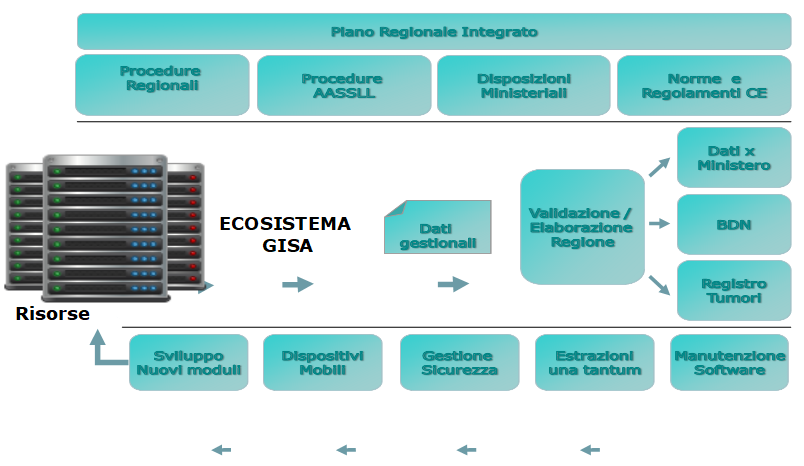 Piano Regionale Integrato
Procedure
Regionali
Procedure
AASSLL
Disposizioni
Ministeriali
Norme e
Regolamenti CE
Dati x
Ministero
ECOSISTEMA
GISA
Dati
gestionali
Validazione /
Elaborazione
Regione
BDN
Registro
Tumori
Risorse
Sviluppo
Nuovi moduli
Dispositivi
Mobili
Gestione
Sicurezza
Estrazioni
una tantum
Manutenzione
Software